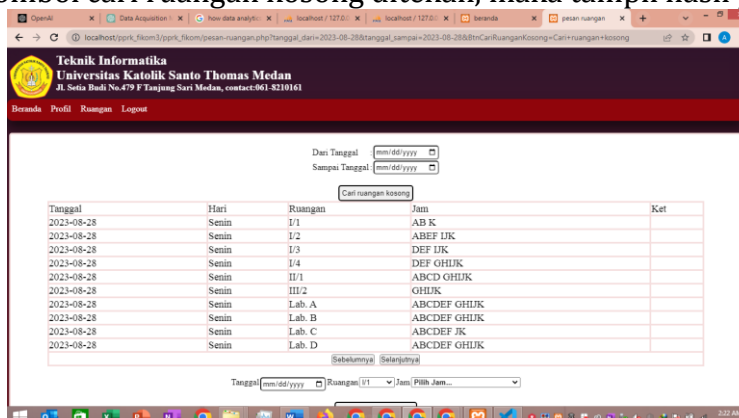 tombol cari ruangan kosong ditekan, maka tampil hasil
OpenAI
Data Acquisition
how data analytic
localhost / 127.0.
localhost / 127.0.
beranda
pesan ruangan
localhost/pprk_fikom3/pprk_fikom/pesan-ruangan.php?tanggal_dari=2023-08-28&tanggal_sampai=2023-08-28&BtnCariRuanganKosong=Cari+ruangan+kosong
Teknik Informatika
Universitas Katolik Santo Thomas Medan
Jl. Setia Budi No.479 F Tanjung Sari Medan, contact:061-8210161
Beranda Profil Ruangan Logout
Dari Tanggal : mm/dd/yyyy
Sampai Tanggal : mm/dd/yyyy
Cari ruangan kosong
Tanggal Hari Ruangan Jam Ket
2023-08-28 Senin I/1 AB K
2023-08-28 Senin I/2 ABEF IJK
2023-08-28 Senin I/3 DEF IJK
2023-08-28 Senin I/4 DEF GHIJK
2023-08-28 Senin II/1 ABCD GHIJK
2023-08-28 Senin III/2 GHIJK
2023-08-28 Senin Lab. A ABCDEF GHIJK
2023-08-28 Senin Lab. B ABCDEF GHIJK
2023-08-28 Senin Lab. C ABCDEF JK
2023-08-28 Senin Lab. D ABCDEF GHIJK
Sebelumnya Selanjutnya
Tanggal mm/dd/yyyy Ruangan I/1 Jam Pilih Jam...
2:22 AM